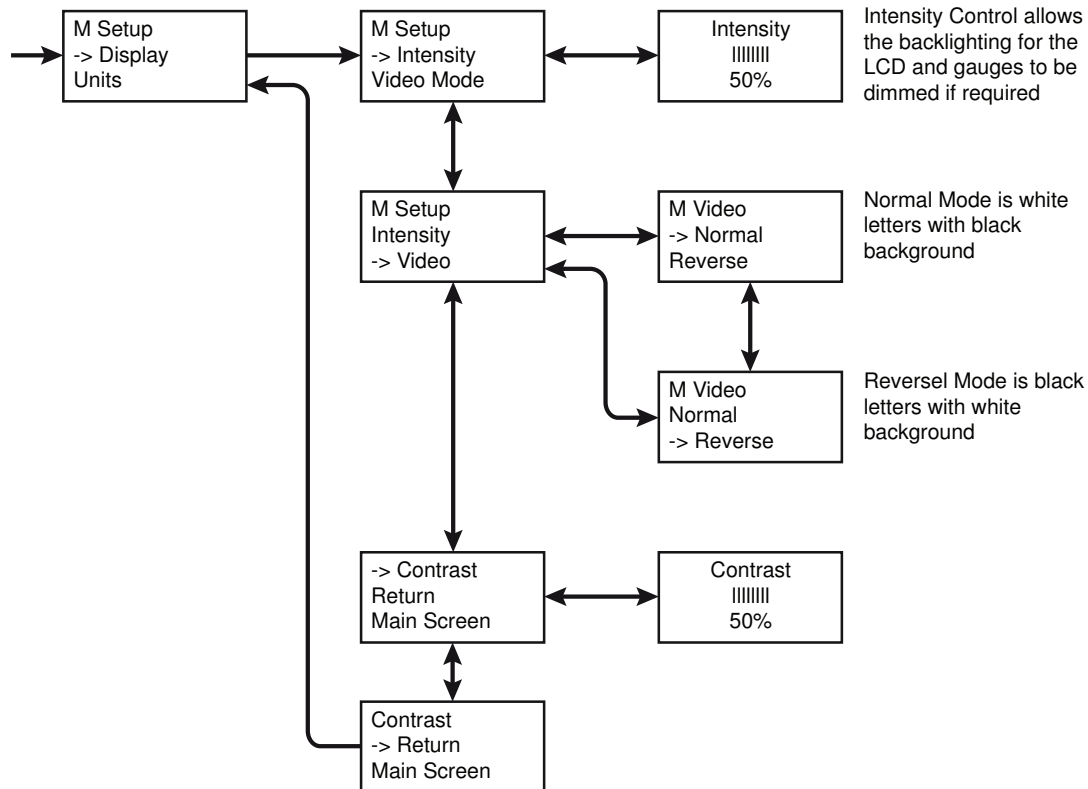 M Setup
-> Display
Units
M Setup
-> Intensity
Video Mode
Intensity
IIIIIIII
50%
Intensity Control allows
the backlighting for the
LCD and gauges to be
dimmed if required
M Setup
Intensity
-> Video
M Video
-> Normal
Reverse
Normal Mode is white
letters with black
background
M Video
Normal
-> Reverse
Reversel Mode is black
letters with white
background
-> Contrast
Return
Main Screen
Contrast
IIIIIIII
50%
Contrast
-> Return
Main Screen